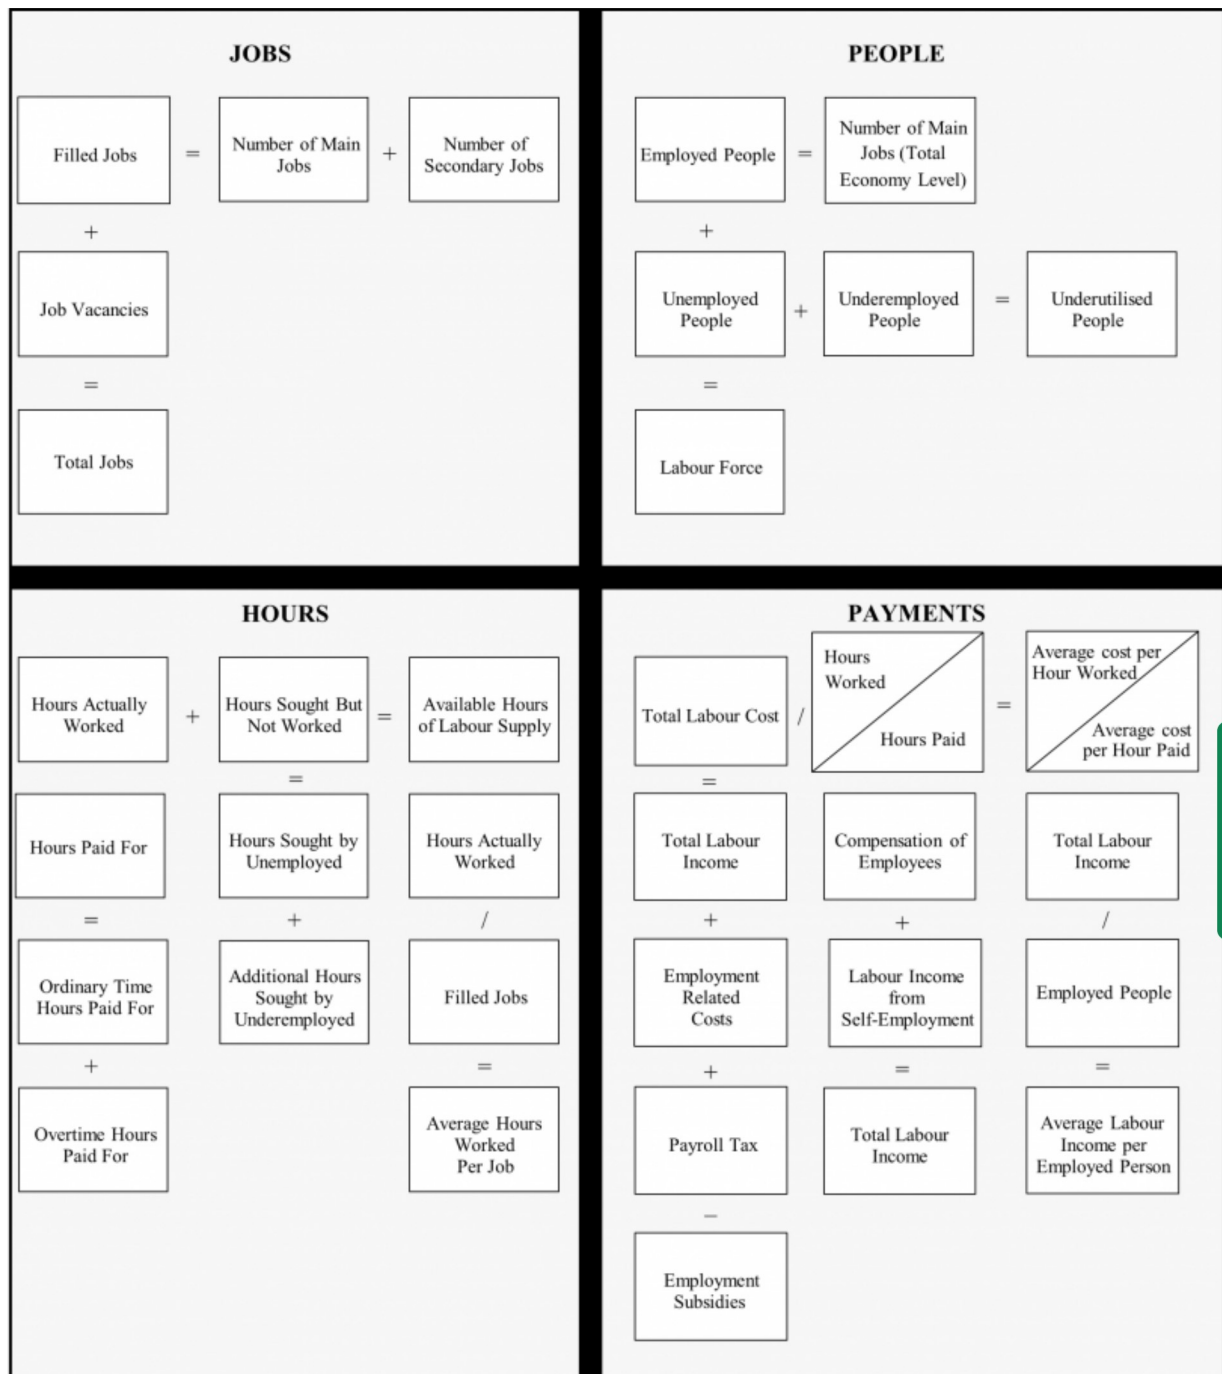 JOBS
Filled Jobs
=
Number of Main
Jobs
+
Number of
Secondary Jobs
+
Job Vacancies
=
Total Jobs
PEOPLE
Employed People
=
Number of Main
Jobs (Total
Economy Level)
+
Unemployed
People
+
Underemployed
People
=
Underutilised
People
=
Labour Force
HOURS
Hours Actually
Worked
+
Hours Sought But
Not Worked
=
Available Hours
of Labour Supply
=
Hours Paid For
Hours Sought by
Unemployed
Hours Actually
Worked
=
+
/
Ordinary Time
Hours Paid For
Additional Hours
Sought by
Underemployed
Filled Jobs
+
=
Overtime Hours
Paid For
Average Hours
Worked
Per Job
PAYMENTS
Total Labour Cost
/
Hours
Worked
Hours Paid
=
Average cost per
Hour Worked
Average cost
per Hour Paid
=
Total Labour
Income
Compensation of
Employees
Total Labour
Income
+
+
/
Employment
Related
Costs
Labour Income
from
Self-Employment
Employed People
+
=
=
Payroll Tax
Total Labour
Income
Average Labour
Income per
Employed Person
−
Employment
Subsidies